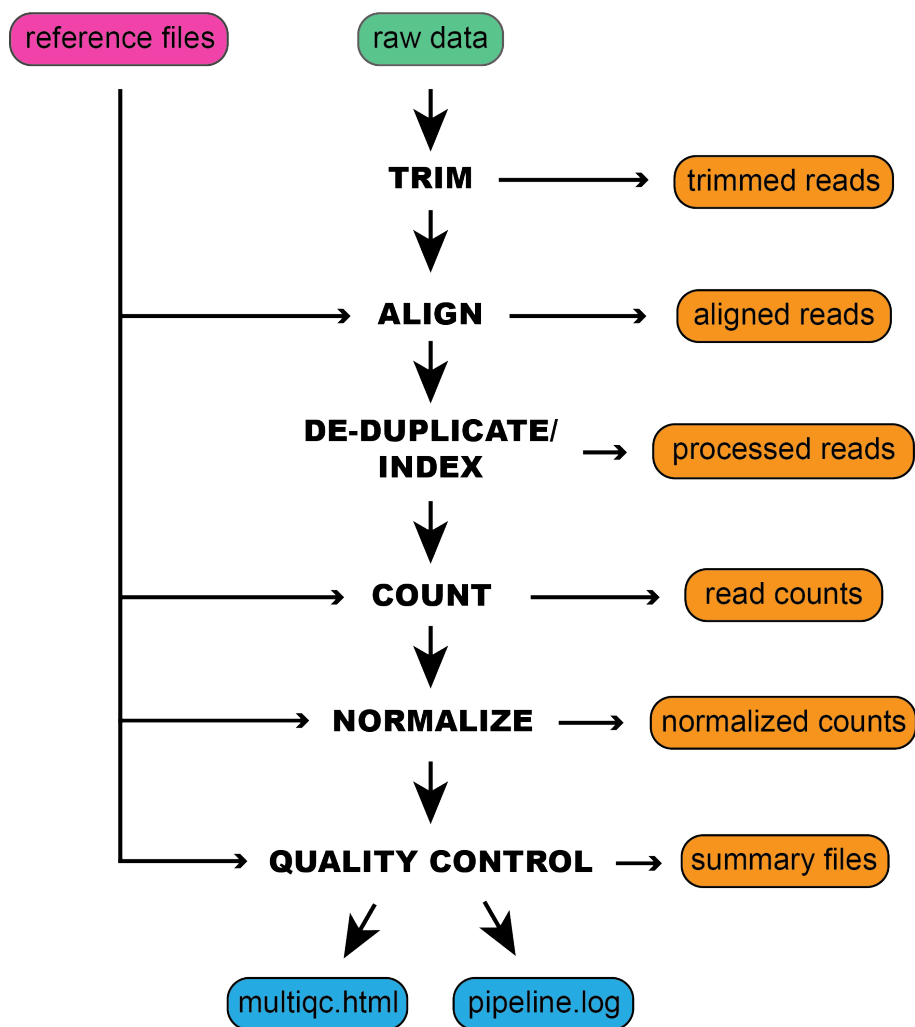 reference files
raw data
TRIM
trimmed reads
ALIGN
aligned reads
DE-DUPLICATE/
INDEX
processed reads
COUNT
read counts
NORMALIZE
normalized counts
QUALITY CONTROL
summary files
multiqc.html
pipeline.log